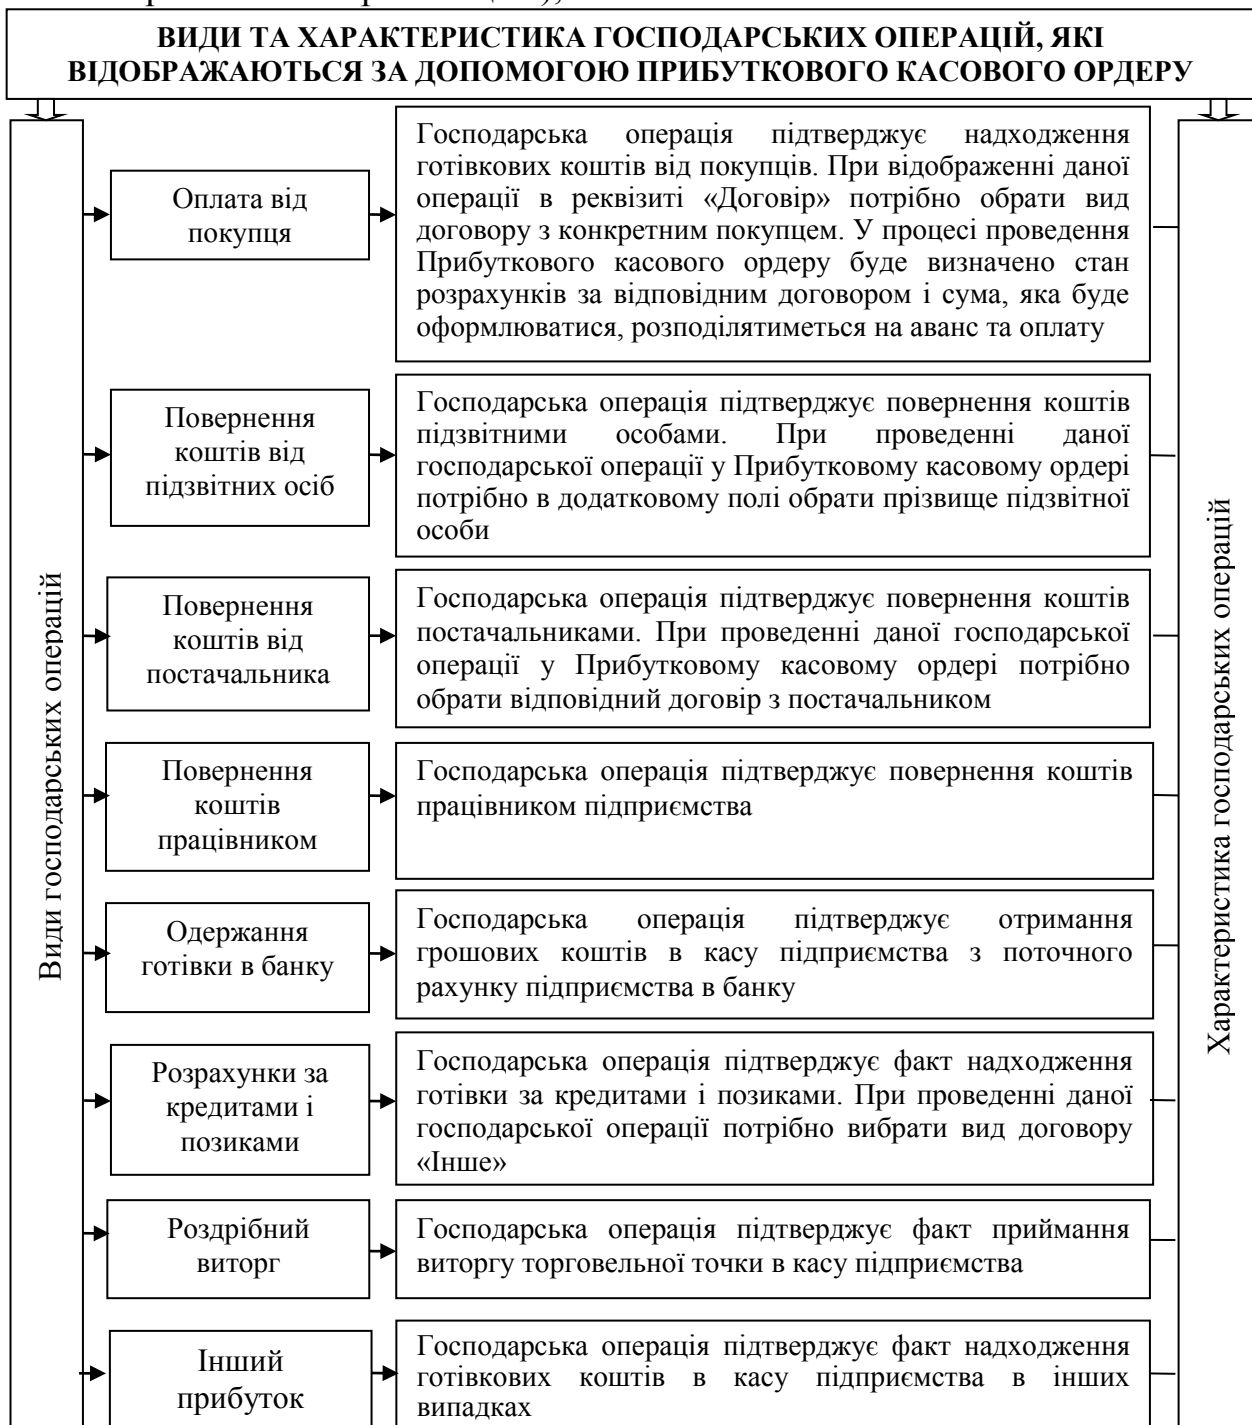 ВИДИ ТА ХАРАКТЕРИСТИКА ГОСПОДАРСЬКИХ ОПЕРАЦІЙ, ЯКІ
ВІДОБРАЖАЮТЬСЯ ЗА ДОПОМОГОЮ ПРИБУТКОВОГО КАСОВОГО ОРДЕРУ
Види господарських операцій
Оплата від
покупця
Господарська операція підтверджує надходження
готівкових коштів від покупців. При відображенні даної
операції в реквізиті «Договір» потрібно обрати вид
договору з конкретним покупцем. У процесі проведення
Прибуткового касового ордеру буде визначено стан
розрахунків за відповідним договором і сума, яка буде
оформлюватися, розподілятиметься на аванс та оплату
Повернення
коштів від
підзвітних осіб
Господарська операція підтверджує повернення коштів
підзвітними особами. При проведенні даної
господарської операції у Прибутковому касовому ордері
потрібно в додатковому полі обрати прізвище підзвітної
особи
Повернення
коштів від
постачальника
Господарська операція підтверджує повернення коштів
постачальниками. При проведенні даної господарської
операції у Прибутковому касовому ордері потрібно
обрати відповідний договір з постачальником
Повернення
коштів
працівником
Господарська операція підтверджує повернення коштів
працівником підприємства
Одержання
готівки в банку
Господарська операція підтверджує отримання
грошових коштів в касу підприємства з поточного
рахунку підприємства в банку
Розрахунки за
кредитами і
позиками
Господарська операція підтверджує факт надходження
готівки за кредитами і позиками. При проведенні даної
господарської операції потрібно вибрати вид договору
«Інше»
Роздрібний
виторг
Господарська операція підтверджує факт приймання
виторгу торговельної точки в касу підприємства
Інший
прибуток
Господарська операція підтверджує факт надходження
готівкових коштів в касу підприємства в інших
випадках
Характеристика господарських операцій